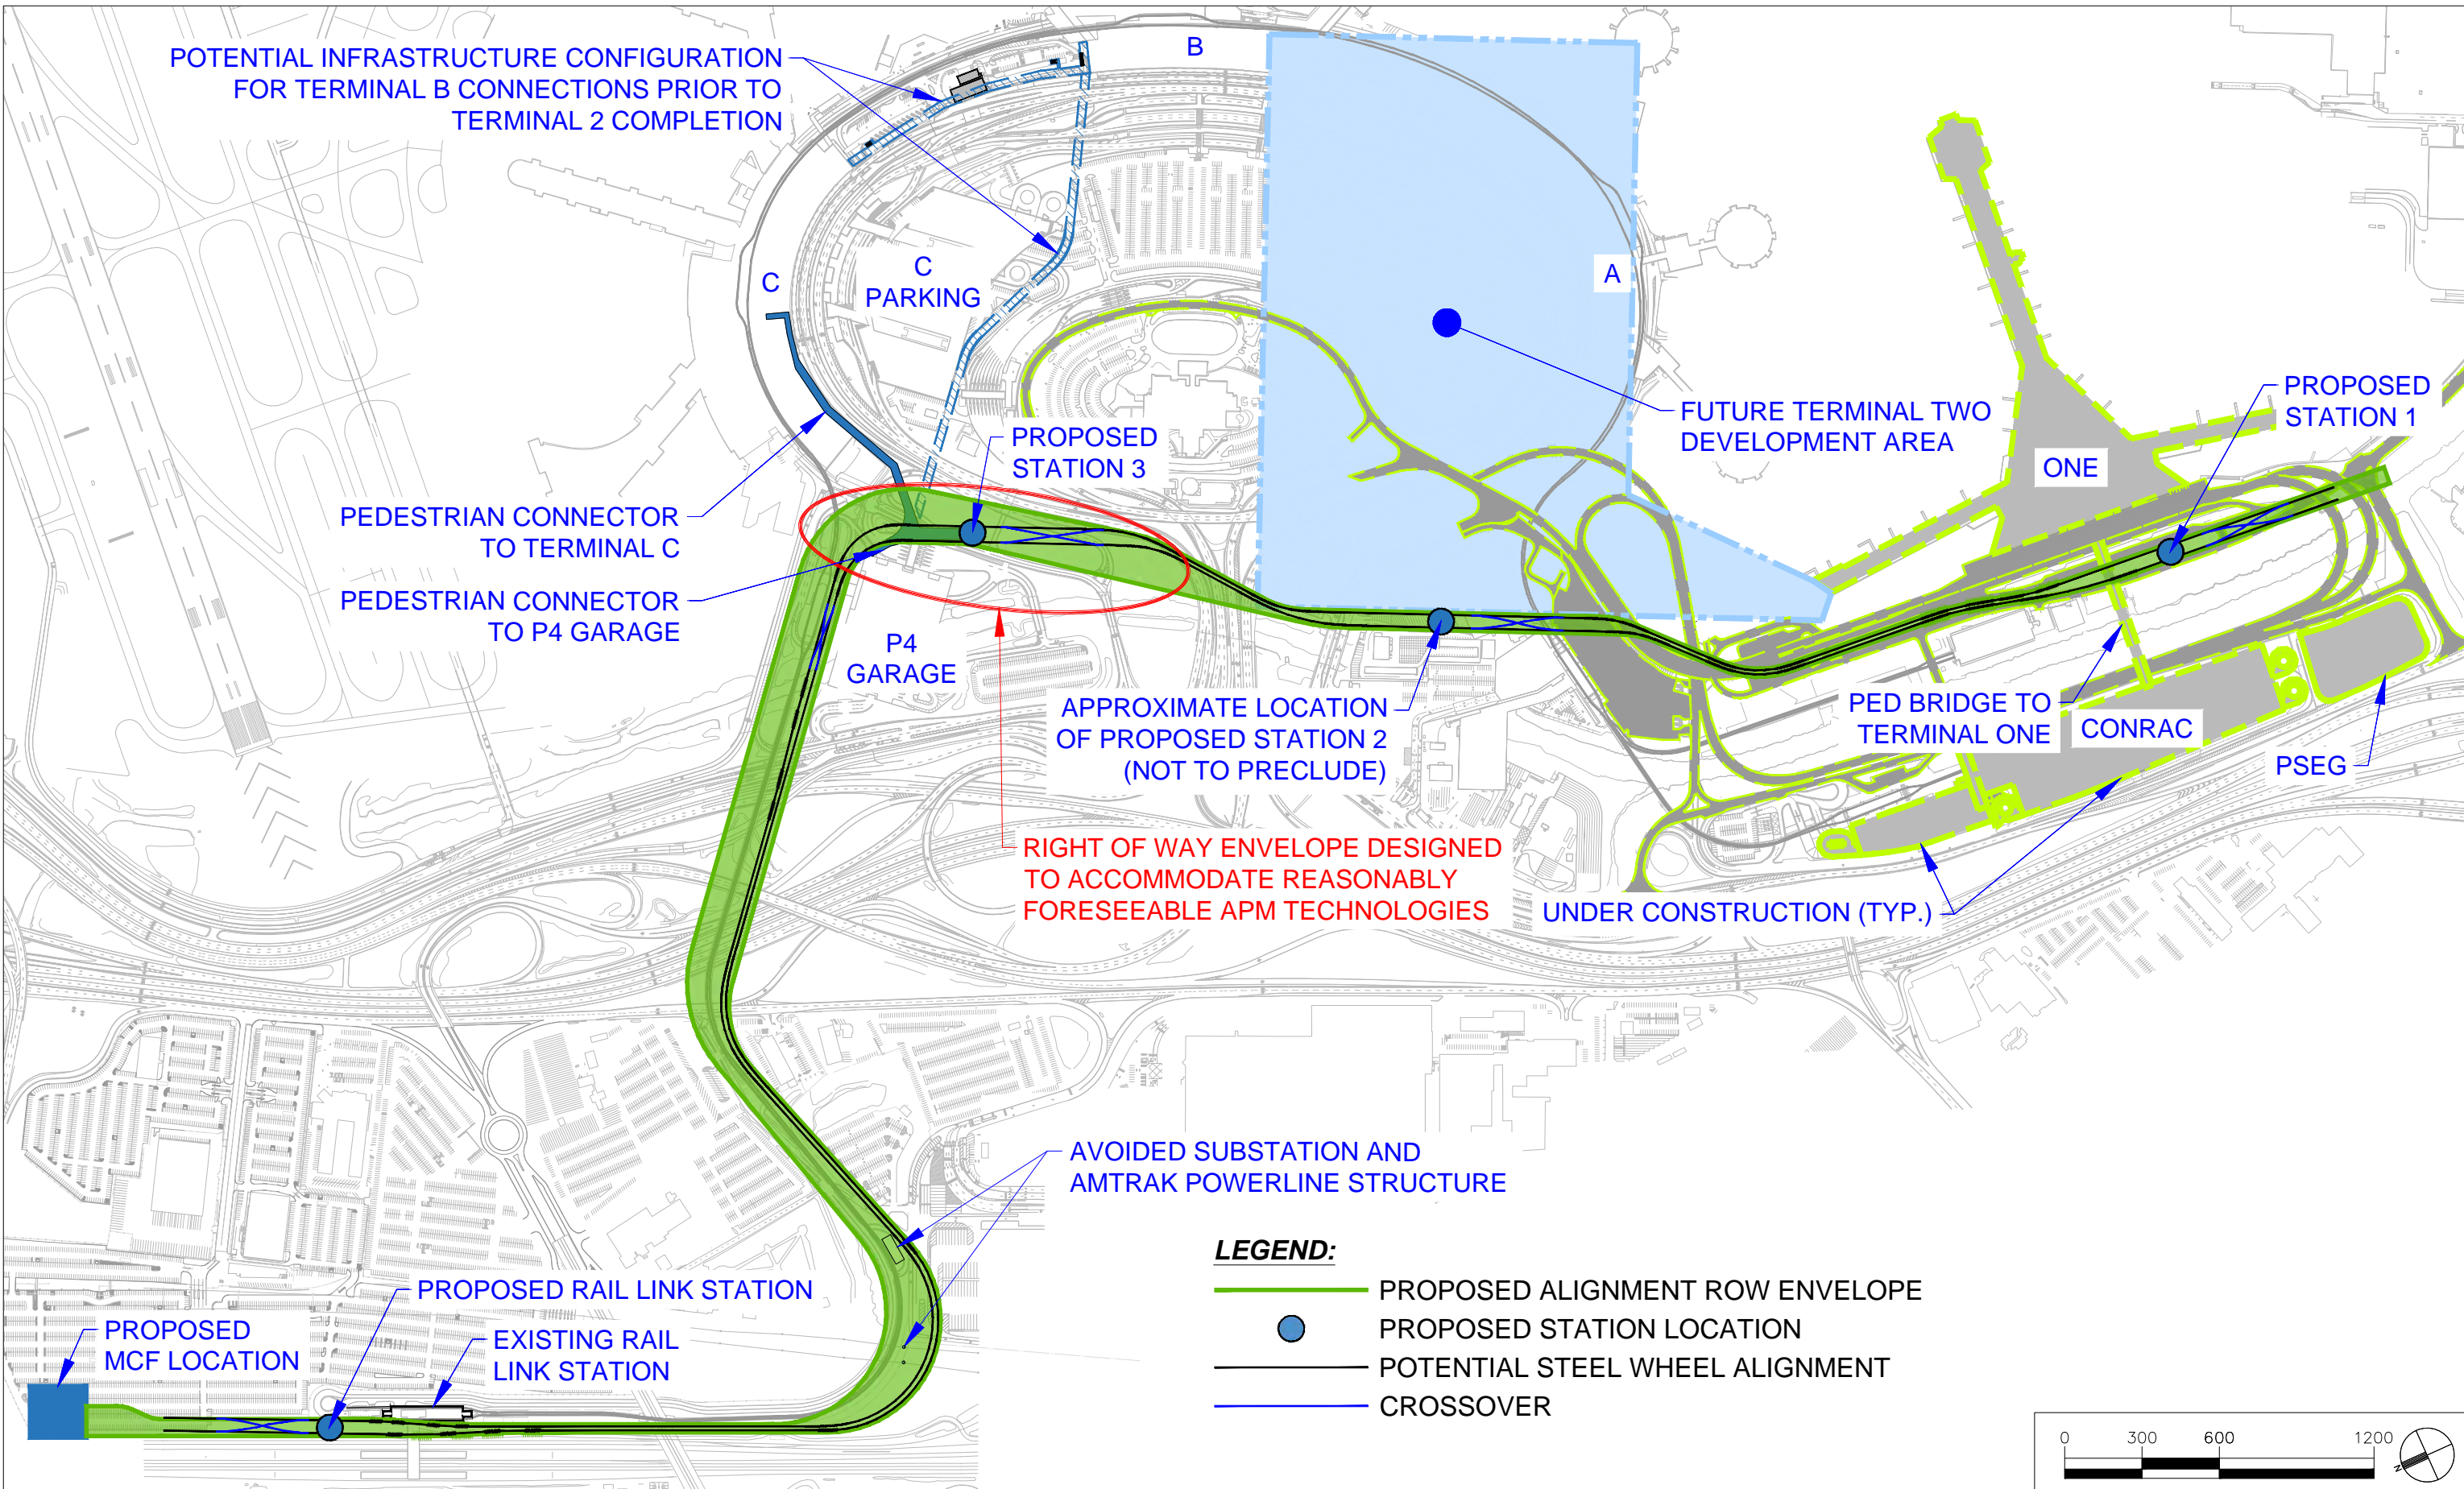 POTENTIAL INFRASTRUCTURE CONFIGURATION
FOR TERMINAL B CONNECTIONS PRIOR TO
TERMINAL 2 COMPLETION
B
C
C
PARKING
A
PROPOSED
STATION 3
FUTURE TERMINAL TWO
DEVELOPMENT AREA
PROPOSED
STATION 1
ONE
PEDESTRIAN CONNECTOR
TO TERMINAL C
PEDESTRIAN CONNECTOR
TO P4 GARAGE
P4
GARAGE
APPROXIMATE LOCATION
OF PROPOSED STATION 2
(NOT TO PRECLUDE)
PED BRIDGE TO
TERMINAL ONE
CONRAC
PSEG
RIGHT OF WAY ENVELOPE DESIGNED
TO ACCOMMODATE REASONABLY
FORESEEABLE APM TECHNOLOGIES
UNDER CONSTRUCTION (TYP.)
AVOIDED SUBSTATION AND
AMTRAK POWERLINE STRUCTURE
PROPOSED RAIL LINK STATION
PROPOSED
MCF LOCATION
EXISTING RAIL
LINK STATION
LEGEND:
PROPOSED ALIGNMENT ROW ENVELOPE
PROPOSED STATION LOCATION
POTENTIAL STEEL WHEEL ALIGNMENT
CROSSOVER
0 300 600 1200
N